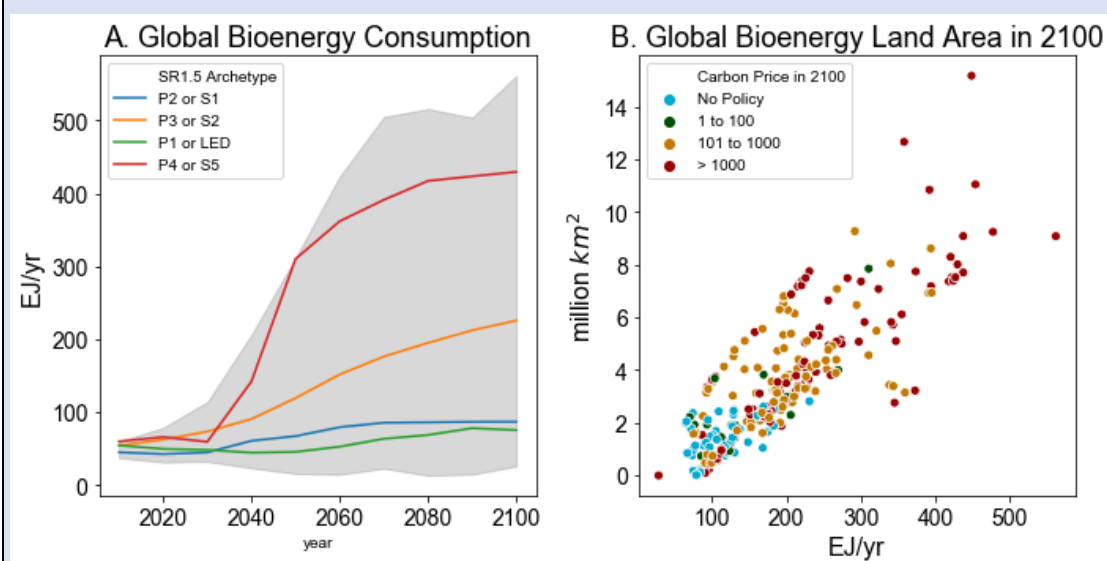 A. Global Bioenergy Consumption
SR1.5 Archetype
P2 or S1
P3 or S2
P1 or LED
P4 or S5
EJ/yr
500
400
300
200
100
0
2020 2040 2060 2080 2100
year
B. Global Bioenergy Land Area in 2100
Carbon Price in 2100
No Policy
1 to 100
101 to 1000
> 1000
million km²
14
12
10
8
6
4
2
0
100 200 300 400 500
EJ/yr